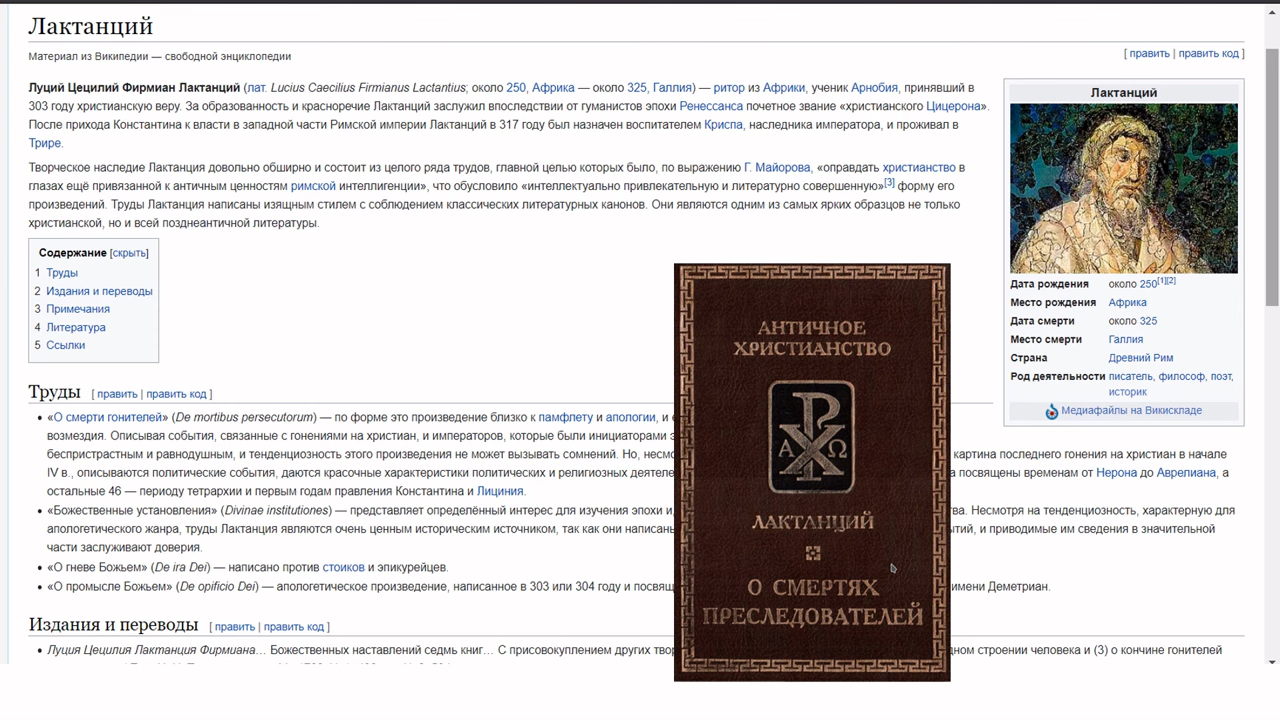 Лактанций
Материал из Википедии — свободной энциклопедии
[ править | править код ]
Луций Цецилий Фирмиан Лактанций (лат. Lucius Caecilius Firmianus Lactantius; около 250, Африка — около 325, Галлия) — ритор из Африки, ученик Арнобия, принявший в
303 году христианскую веру. За образованность и красноречие Лактанций заслужил впоследствии от гуманистов эпохи Ренессанса почетное звание «христианского Цицерона».
После прихода Константина к власти в западной части Римской империи Лактанций в 317 году был назначен воспитателем Криспа, наследника императора, и проживал в
Трире.
Творческое наследие Лактанция довольно обширно и состоит из целого ряда трудов, главной целью которых было, по выражению Г. Майорова, «оправдать христианство в
глазах ещё привязанной к античным ценностям римской интеллигенции», что обусловило «интеллектуально привлекательную и литературно совершенную»[3] форму его
произведений. Труды Лактанция написаны изящным стилем с соблюдением классических литературных канонов. Они являются одним из самых ярких образцов не только
христианской, но и всей позднеантичной литературы.
Содержание [скрыть]
1 Труды
2 Издания и переводы
3 Примечания
4 Литература
5 Ссылки
Лактанций
Дата рождения около 250[1][2]
Место рождения Африка
Дата смерти около 325
Место смерти Галлия
Страна Древний Рим
Род деятельности писатель, философ, поэт,
историк
Медиафайлы на Викискладе
Труды [ править | править код ]
• «О смерти гонителей» (De mortibus persecutorum) — по форме это произведение близко к памфлету и апологии, и
возмездия. Описывая события, связанные с гонениями на христиан, и императоров, которые были инициаторами
беспристрастным и равнодушным, и тенденциозность этого произведения не может вызывать сомнений. Но, картина последнего гонения на христиан в начале
IV в., описываются политические события, даются красочные характеристики политических и религиозных посвящены временам от Нерона до Аврелиана, а
остальные 46 — периоду тетрархии и первым годам правления Константина и Лициния.
• «Божественные установления» (Divinae institutiones) — представляет определённый интерес для изучения эпохи Несмотря на тенденциозность, характерную для
апологетического жанра, труды Лактанция являются очень ценным историческим источником, так как они и приводимые им сведения в значительной
части заслуживают доверия.
• «О гневе Божьем» (De ira Dei) — написано против стоиков и эпикурейцев.
• «О промысле Божьем» (De opificio Dei) — апологетическое произведение, написанное в 303 или 304 году и имени Деметриан.
Издания и переводы [ править | править код ]
• Луция Цецилия Лактанция Фирмиана… Божественных наставлений седмь книг… С присовокуплением других строении человека и (3) о кончине гонителей
АНТИЧНОЕ
ХРИСТИАНСТВО
Α Ω
ЛАКТАНЦИЙ
О СМЕРТЯХ
ПРЕСЛЕДОВАТЕЛЕЙ